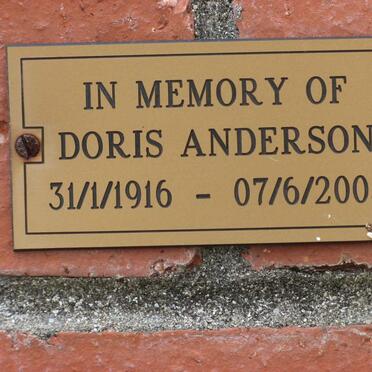 IN MEMORY OF
DORIS ANDERSON
31/1/1916 - 07/6/200